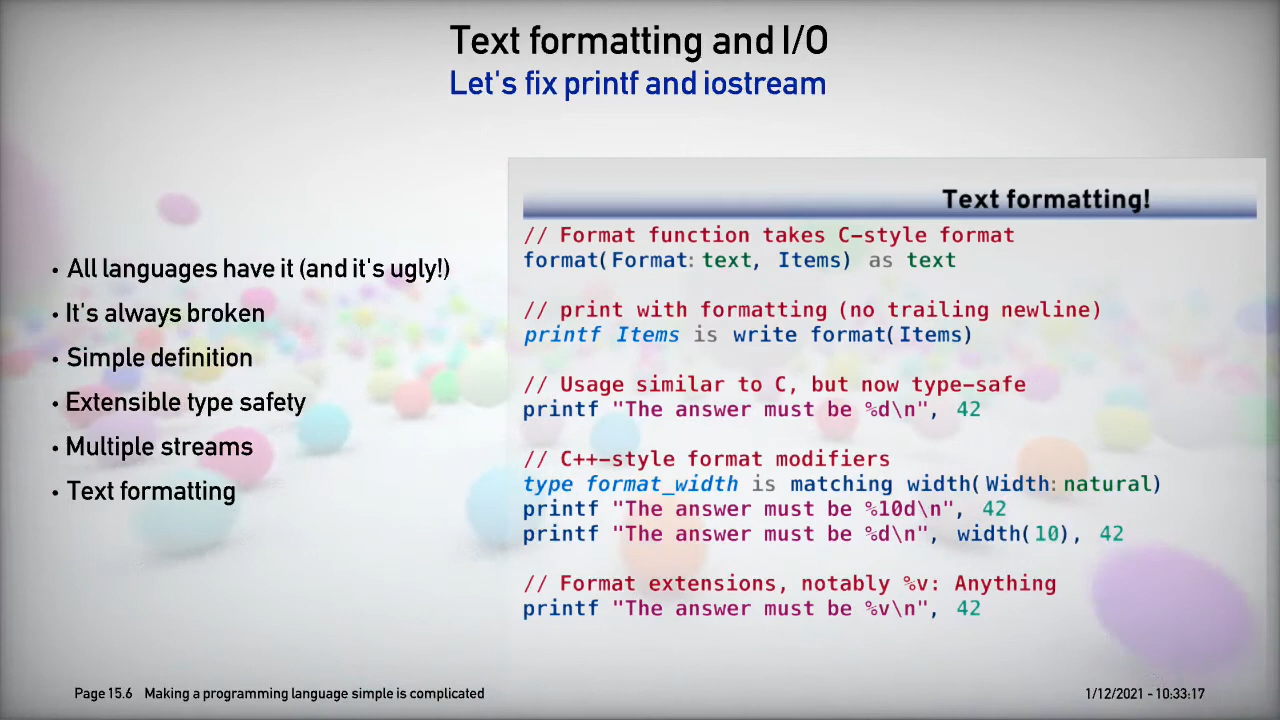 Text formatting and I/O
Let's fix printf and iostream
• All languages have it (and it's ugly!)
• It's always broken
• Simple definition
• Extensible type safety
• Multiple streams
• Text formatting
Text formatting!
// Format function takes C-style format
format(Format:text, Items) as text
// print with formatting (no trailing newline)
printf Items is write format(Items)
// Usage similar to C, but now type-safe
printf "The answer must be %d\n", 42
// C++-style format modifiers
type format_width is matching width(Width:natural)
printf "The answer must be %10d\n", 42
printf "The answer must be %d\n", width(10), 42
// Format extensions, notably %v: Anything
printf "The answer must be %v\n", 42
Page 15.6 Making a programming language simple is complicated
1/12/2021 - 10:33:17